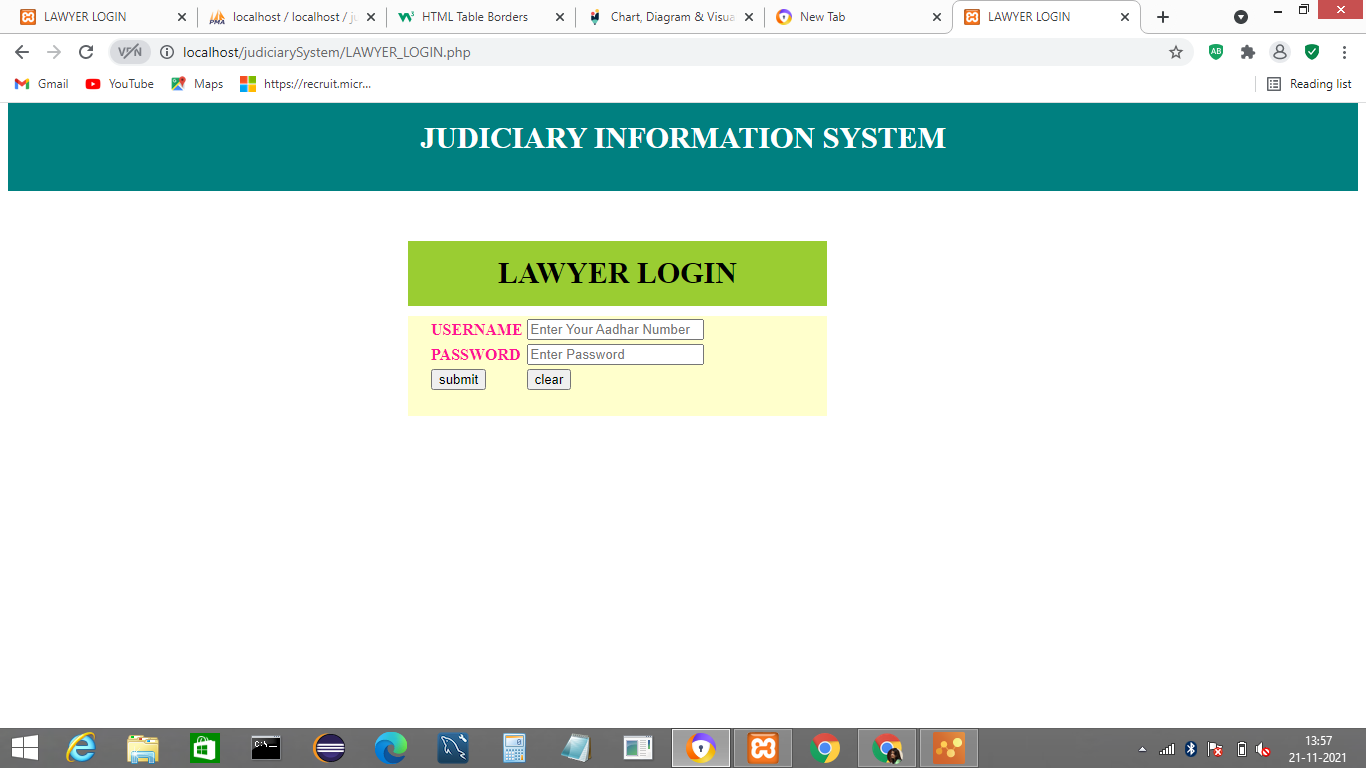 LAWYER LOGIN
localhost / localhost / ju
HTML Table Borders
Chart, Diagram & Visua
New Tab
LAWYER LOGIN
VPN
localhost/judiciarySystem/LAWYER_LOGIN.php
AB
Gmail
YouTube
Maps
https://recruit.micr...
Reading list
JUDICIARY INFORMATION SYSTEM
LAWYER LOGIN
USERNAME Enter Your Aadhar Number
PASSWORD Enter Password
submit clear
13:57
21-11-2021